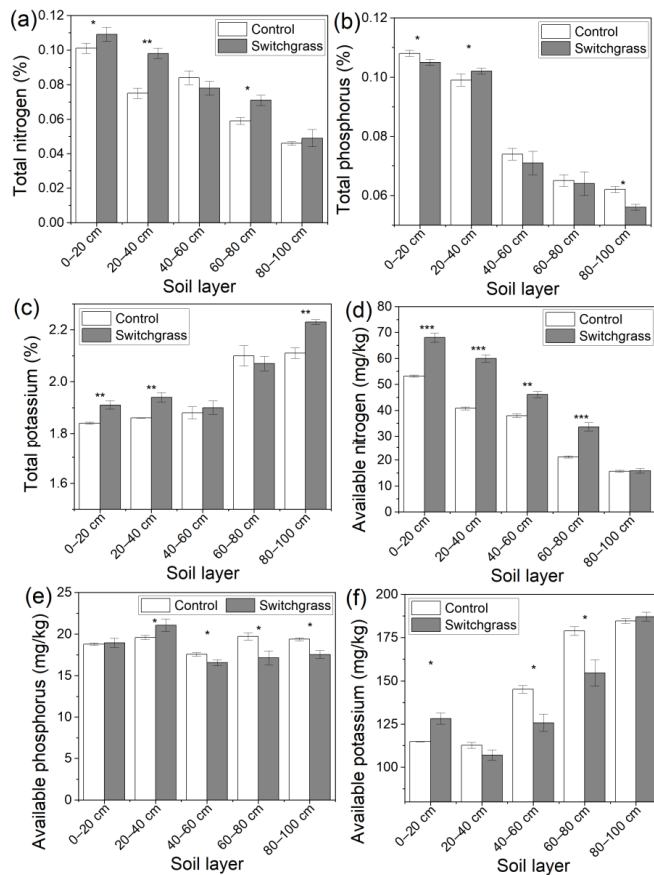 (a)
Total nitrogen (%)
0.12
0.10
0.08
0.06
0.04
0.02
0.00
Control
Switchgrass
*
**
*
0–20 cm
20–40 cm
40–60 cm
60–80 cm
80–100 cm
Soil layer
(b)
Total phosphorus (%)
0.12
0.10
0.08
0.06
Control
Switchgrass
*
*
*
0–20 cm
20–40 cm
40–60 cm
60–80 cm
80–100 cm
Soil layer
(c)
Total potassium (%)
2.2
2.0
1.8
1.6
Control
Switchgrass
**
**
**
0–20 cm
20–40 cm
40–60 cm
60–80 cm
80–100 cm
Soil layer
(d)
Available nitrogen (mg/kg)
90
80
70
60
50
40
30
20
10
0
Control
Switchgrass
***
***
**
***
0–20 cm
20–40 cm
40–60 cm
60–80 cm
80–100 cm
Soil layer
(e)
Available phosphorus (mg/kg)
25
20
15
10
5
0
Control
Switchgrass
*
*
*
*
0–20 cm
20–40 cm
40–60 cm
60–80 cm
80–100 cm
Soil layer
(f)
Available potassium (mg/kg)
200
175
150
125
100
Control
Switchgrass
*
*
*
0–20 cm
20–40 cm
40–60 cm
60–80 cm
80–100 cm
Soil layer